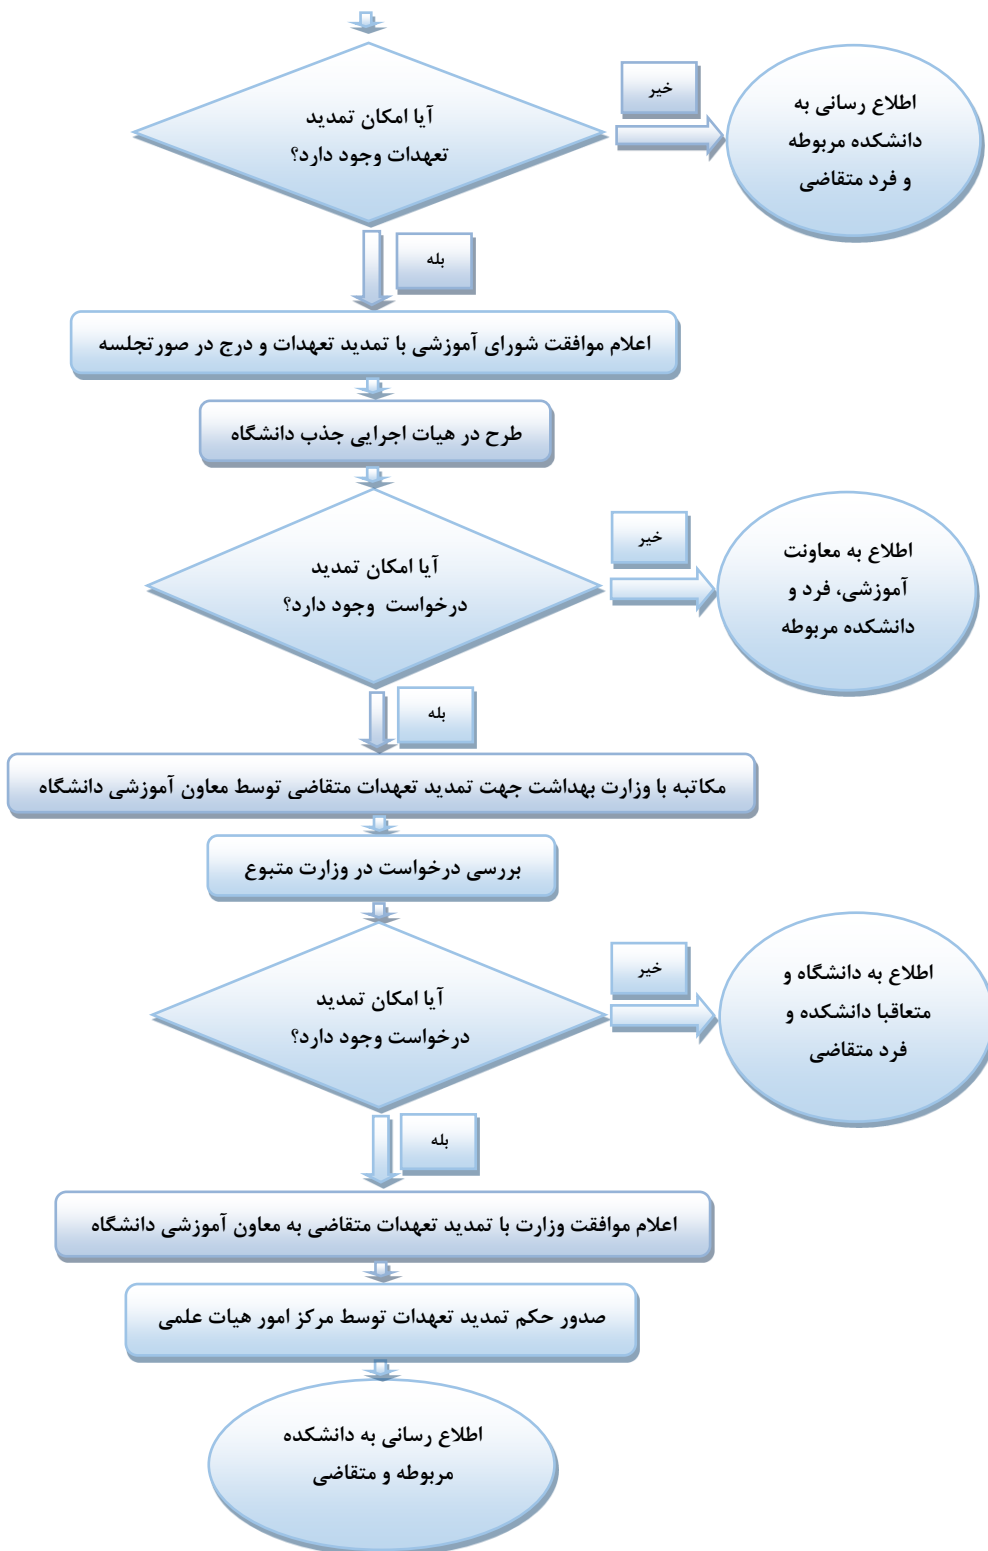 آیا امکان تمدید
تعهدات وجود دارد؟
خیر
اطلاع رسانی به
دانشکده مربوطه
و فرد متقاضی
بله
اعلام موافقت شورای آموزشی با تمدید تعهدات و درج در صورتجلسه
طرح در هیات اجرایی جذب دانشگاه
آیا امکان تمدید
درخواست وجود دارد؟
خیر
اطلاع به معاونت
آموزشی، فرد و
دانشکده مربوطه
بله
مکاتبه با وزارت بهداشت جهت تمدید تعهدات متقاضی توسط معاون آموزشی دانشگاه
بررسی درخواست در وزارت متبوع
آیا امکان تمدید
درخواست وجود دارد؟
خیر
اطلاع به دانشگاه و
متعاقبا دانشکده و
فرد متقاضی
بله
اعلام موافقت وزارت با تمدید تعهدات متقاضی به معاون آموزشی دانشگاه
صدور حکم تمدید تعهدات توسط مرکز امور هیات علمی
اطلاع رسانی به دانشکده
مربوطه و متقاضی